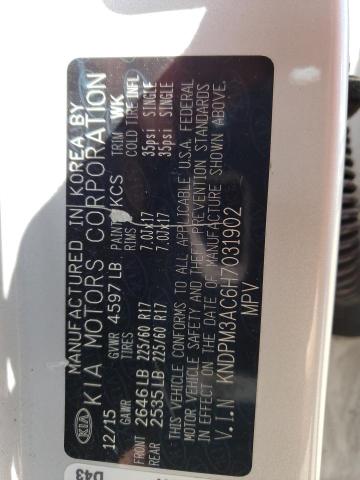 KIA
MANUFACTURED IN KOREA BY
KIA MOTORS CORPORATION
12/15 GVWR 4597 LB PAINT KCS TRIM WK
GAWR TIRES RIMS COLD TIRE INFL
FRONT 2646LB 225/60 R17 7.0JX17 35psi SINGLE
REAR 2535LB 225/60 R17 7.0JX17 35psi SINGLE
THIS VEHICLE CONFORMS TO ALL APPLICABLE U.S.A. FEDERAL
MOTOR VEHICLE SAFETY AND THEFT PREVENTION STANDARDS
IN EFFECT ON THE DATE OF MANUFACTURE SHOWN ABOVE.
V.I.N KNDPM3AC6H7031902
MPV
D43